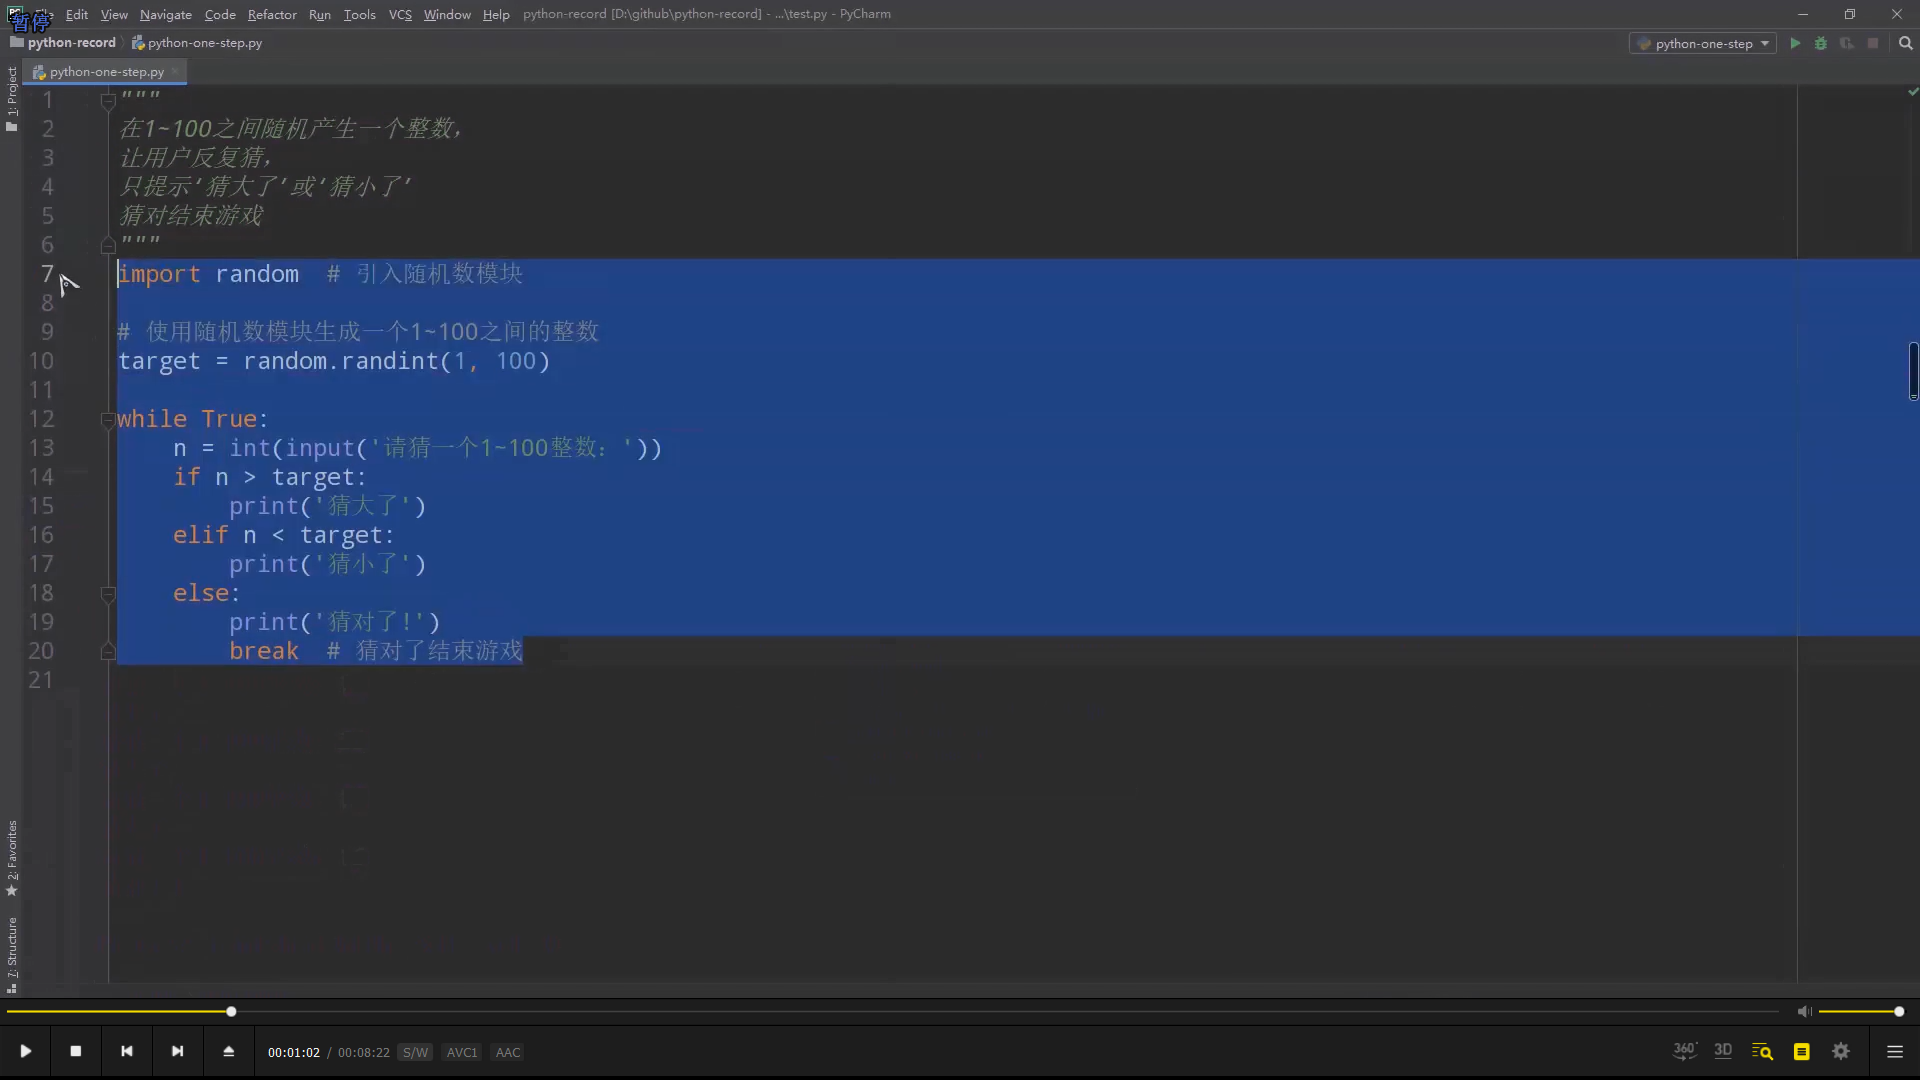 暂停
Edit View Navigate Code Refactor Run Tools VCS Window Help python-record [D:\github\python-record] - ...\test.py - PyCharm
python-record python-one-step.py python-one-step
python-one-step.py
1: Project
1 """
2 在1~100之间随机产生一个整数，
3 让用户反复猜，
4 只提示‘猜大了’或‘猜小了’
5 猜对结束游戏
6 """
7 import random  # 引入随机数模块
8
9 # 使用随机数模块生成一个1~100之间的整数
10 target = random.randint(1, 100)
11
12 while True:
13     n = int(input('请猜一个1~100整数：'))
14     if n > target:
15         print('猜大了')
16     elif n < target:
17         print('猜小了')
18     else:
19         print('猜对了!')
20         break  # 猜对了结束游戏
21
2: Favorites
7: Structure
00:01:02 / 00:08:22 S/W AVC1 AAC 360° 3D